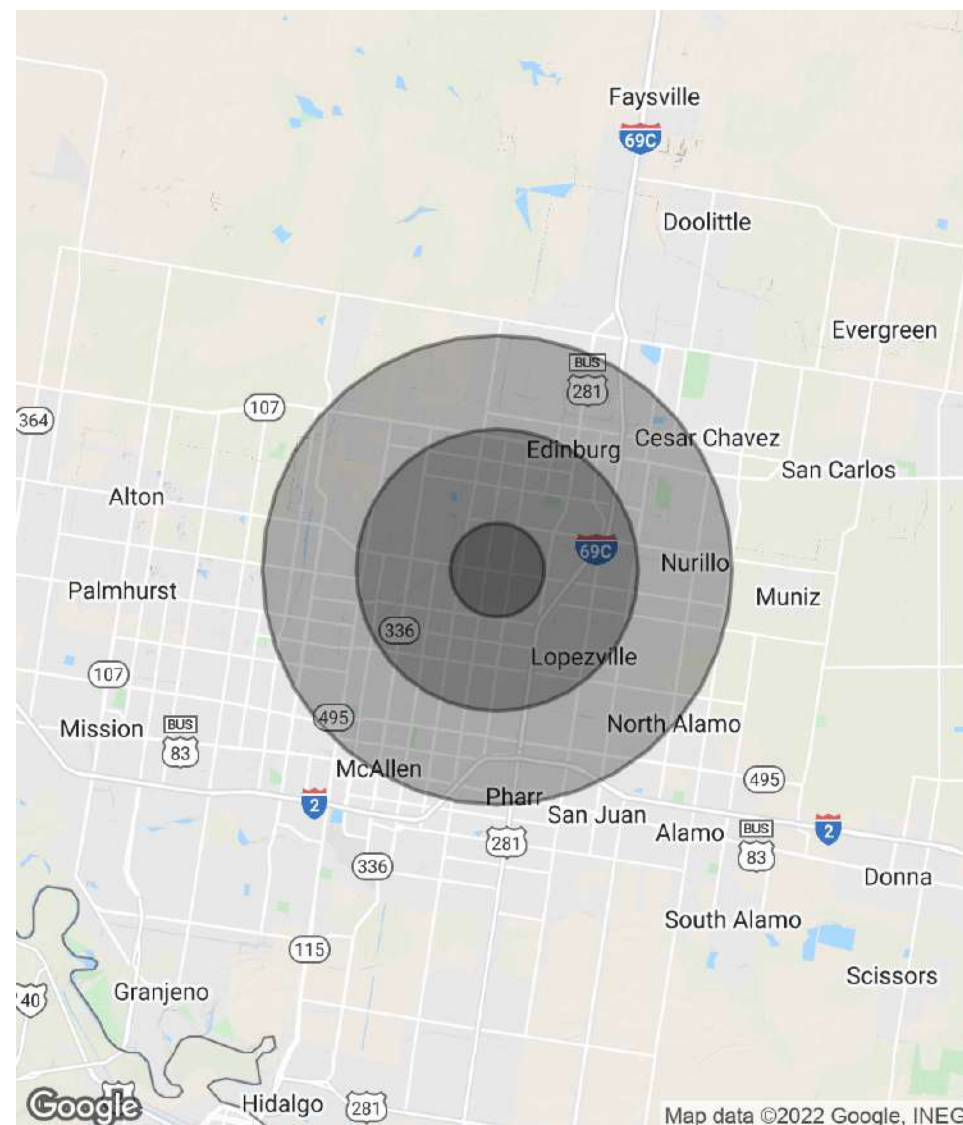 Faysville
69C
Doolittle
Evergreen
BUS
281
107
364
Edinburg
Cesar Chavez
San Carlos
Alton
69C
Nurillo
Palmhurst
Muniz
336
Lopezville
107
495
North Alamo
Mission
BUS
83
McAllen
495
2
Pharr
San Juan
Alamo
BUS
83
2
281
336
Donna
South Alamo
115
Scissors
Granjeno
40
Google
Hidalgo
281
Map data ©2022 Google, INEG